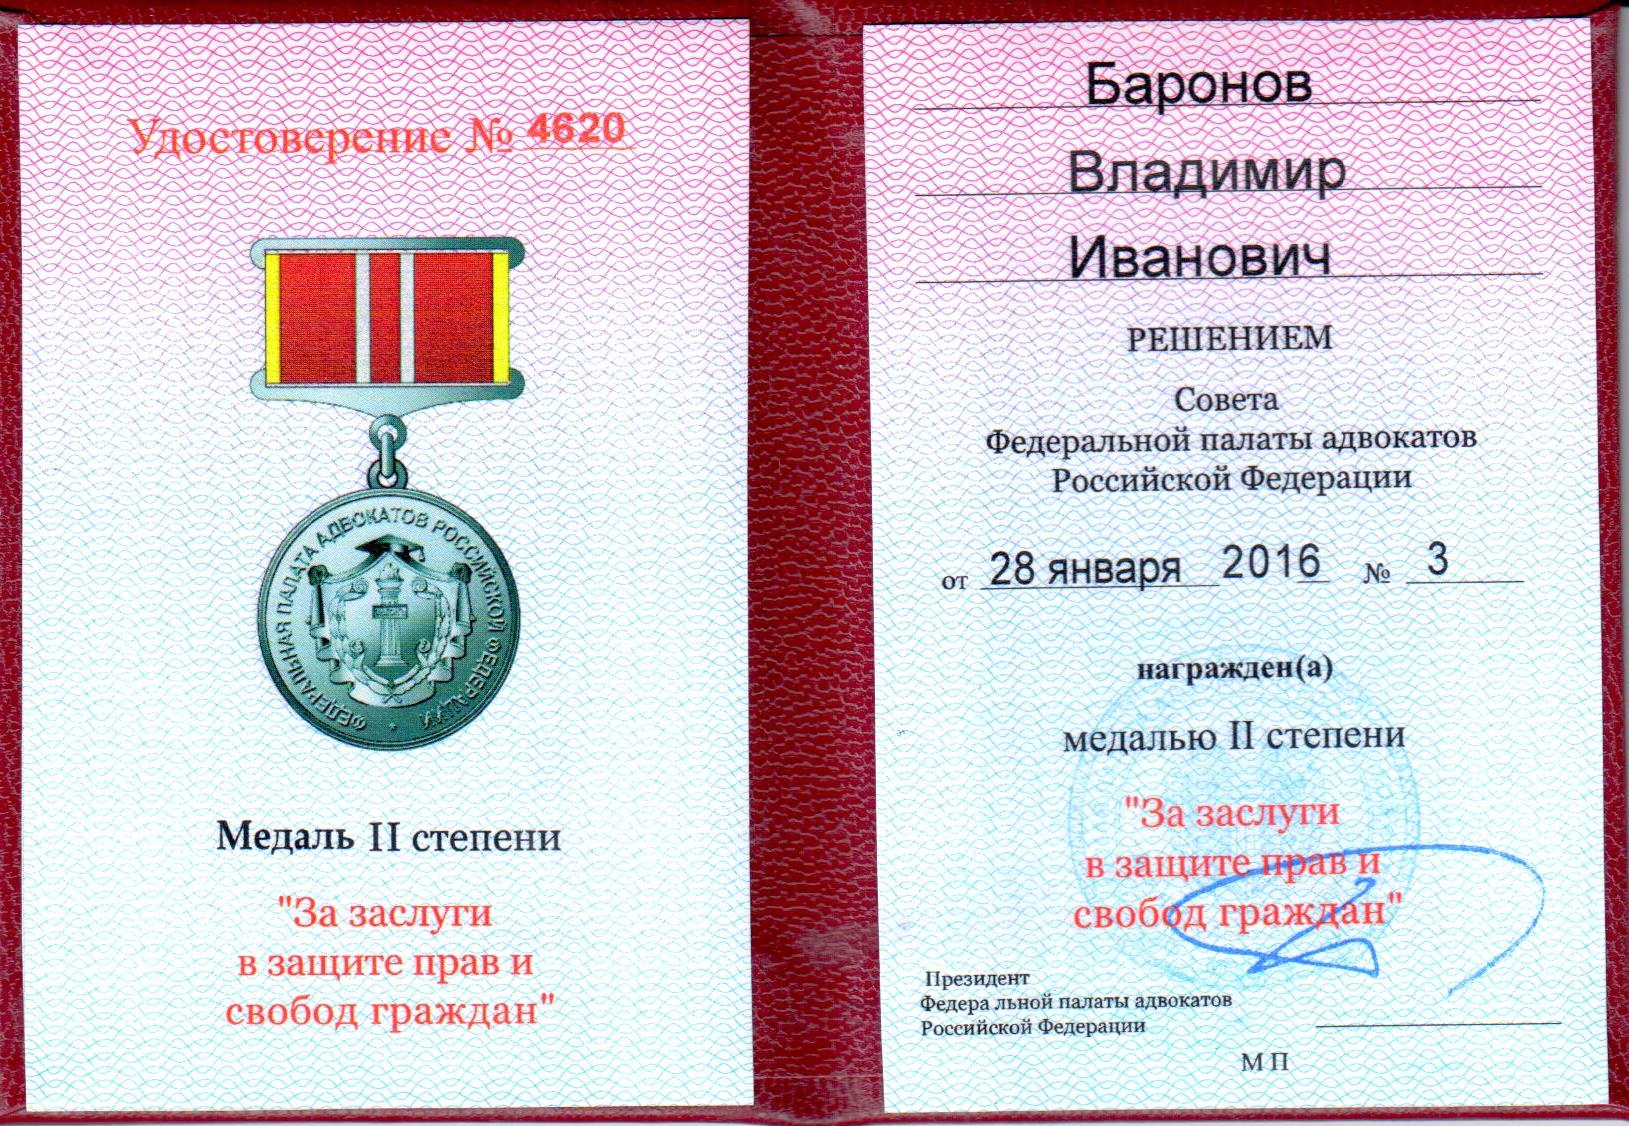 Удостоверение № 4620
ФЕДЕРАЛЬНАЯ ПАЛАТА АДВОКАТОВ РОССИЙСКОЙ ФЕДЕРАЦИИ
Медаль II степени
"За заслуги
в защите прав и
свобод граждан"
Баронов
Владимир
Иванович
РЕШЕНИЕМ
Совета
Федеральной палаты адвокатов
Российской Федерации
от 28 января 2016 № 3
награжден(а)
медалью II степени
"За заслуги
в защите прав и
свобод граждан"
Президент
Федера льной палаты адвокатов
Российской Федерации
М П